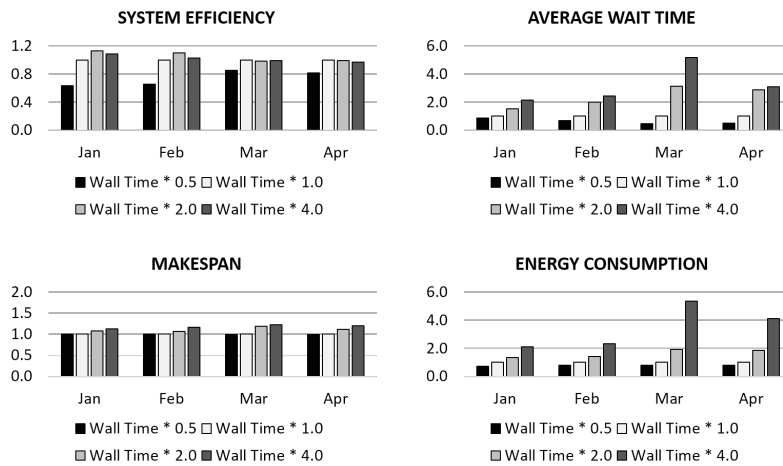 SYSTEM EFFICIENCY
1.2
0.8
0.4
0.0
Jan Feb Mar Apr
Wall Time * 0.5 Wall Time * 1.0
Wall Time * 2.0 Wall Time * 4.0
AVERAGE WAIT TIME
6.0
4.0
2.0
0.0
Jan Feb Mar Apr
Wall Time * 0.5 Wall Time * 1.0
Wall Time * 2.0 Wall Time * 4.0
MAKESPAN
2.0
1.5
1.0
0.5
0.0
Jan Feb Mar Apr
Wall Time * 0.5 Wall Time * 1.0
Wall Time * 2.0 Wall Time * 4.0
ENERGY CONSUMPTION
6.0
4.0
2.0
0.0
Jan Feb Mar Apr
Wall Time * 0.5 Wall Time * 1.0
Wall Time * 2.0 Wall Time * 4.0